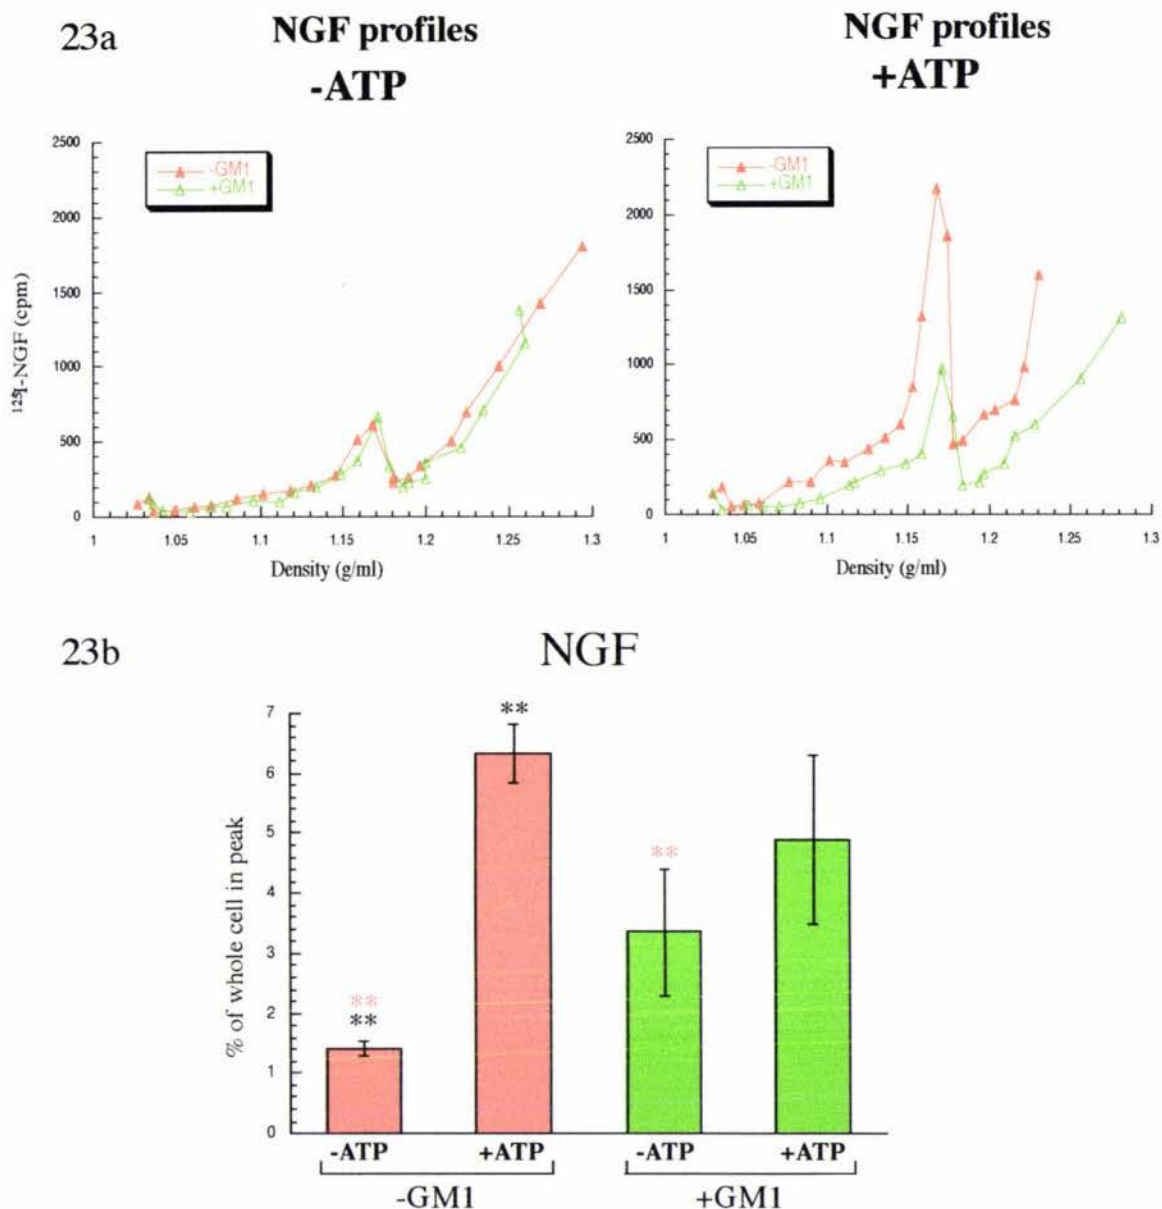 23a
NGF profiles
-ATP
NGF profiles
+ATP
2500
2000
1500
1000
500
0
-GM1
+GM1
¹²⁵I-NGF (cpm)
1
1.05
1.1
1.15
1.2
1.25
1.3
Density (g/ml)
2500
2000
1500
1000
500
0
-GM1
+GM1
1
1.05
1.1
1.15
1.2
1.25
1.3
Density (g/ml)
23b
NGF
7
6
5
4
3
2
1
0
% of whole cell in peak
**
**
**
**
-ATP
+ATP
-ATP
+ATP
-GM1
+GM1